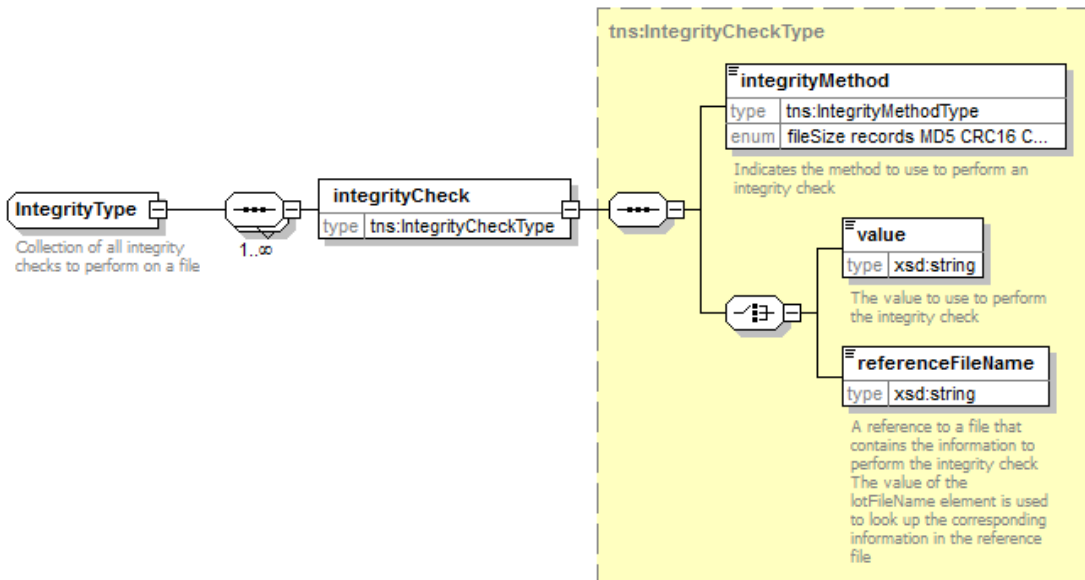 tns:IntegrityCheckType
integrityMethod
type tns:IntegrityMethodType
enum fileSize records MD5 CRC16 C...
Indicates the method to use to perform an
integrity check
IntegrityType
Collection of all integrity
checks to perform on a file
1..∞
integrityCheck
type tns:IntegrityCheckType
value
type xsd:string
The value to use to perform
the integrity check
referenceFileName
type xsd:string
A reference to a file that
contains the information to
perform the integrity check
The value of the
lotFileName element is used
to look up the corresponding
information in the reference
file